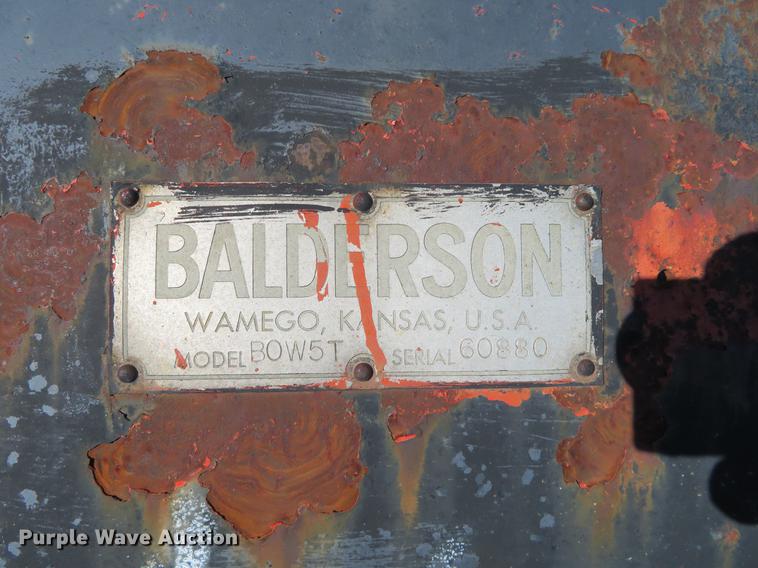 BALDERSON
WAMEGO, KANSAS, U.S.A.
MODEL BOW5T SERIAL 60880
Purple Wave Auction